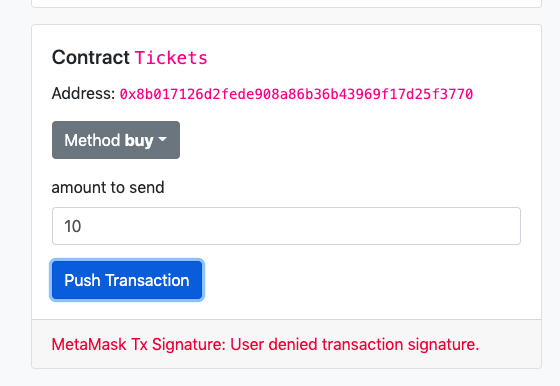 Contract Tickets
Address: 0x8b017126d2fede908a86b36b43969f17d25f3770
Method buy
amount to send
10
Push Transaction
MetaMask Tx Signature: User denied transaction signature.